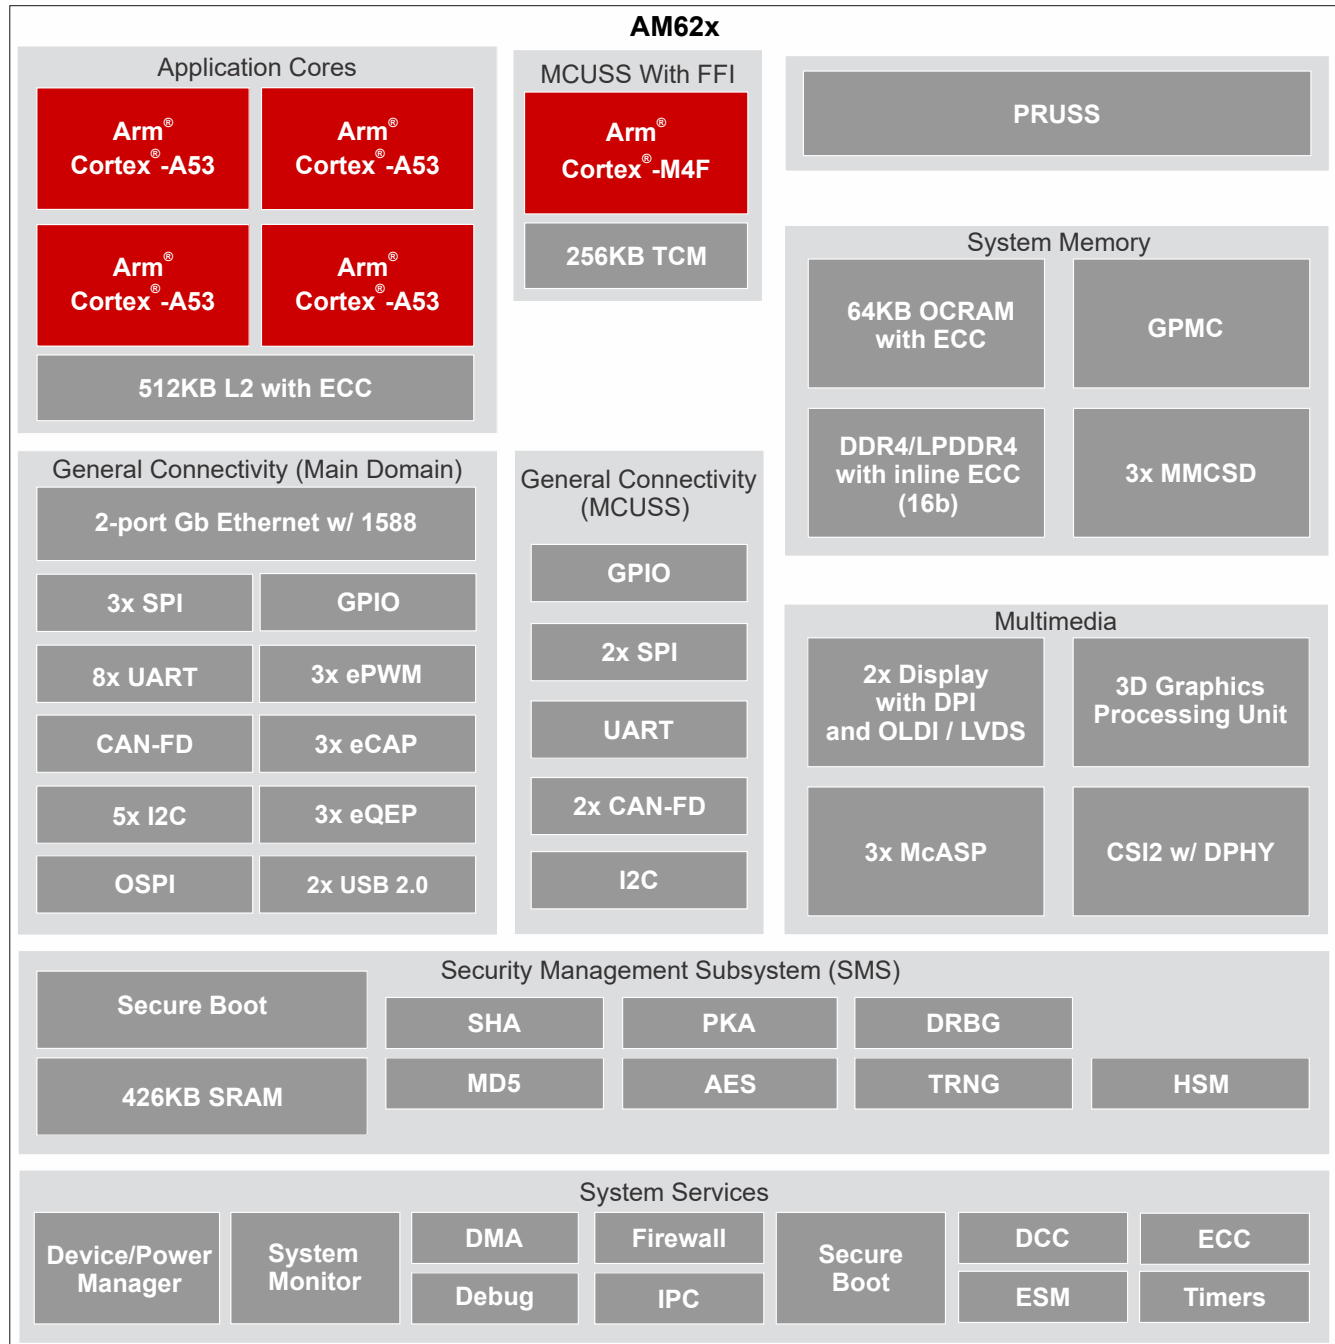 AM62x
Application Cores
Arm®
Cortex®-A53
Arm®
Cortex®-A53
Arm®
Cortex®-A53
Arm®
Cortex®-A53
512KB L2 with ECC
MCUSS With FFI
Arm®
Cortex®-M4F
256KB TCM
PRUSS
System Memory
64KB OCRAM
with ECC
GPMC
DDR4/LPDDR4
with inline ECC
(16b)
3x MMCSD
General Connectivity (Main Domain)
2-port Gb Ethernet w/ 1588
3x SPI
GPIO
8x UART
3x ePWM
CAN-FD
3x eCAP
5x I2C
3x eQEP
OSPI
2x USB 2.0
General Connectivity
(MCUSS)
GPIO
2x SPI
UART
2x CAN-FD
I2C
Multimedia
2x Display
with DPI
and OLDI / LVDS
3D Graphics
Processing Unit
3x McASP
CSI2 w/ DPHY
Security Management Subsystem (SMS)
Secure Boot
SHA
PKA
DRBG
426KB SRAM
MD5
AES
TRNG
HSM
System Services
Device/Power
Manager
System
Monitor
DMA
Debug
Firewall
IPC
Secure
Boot
DCC
ESM
ECC
Timers